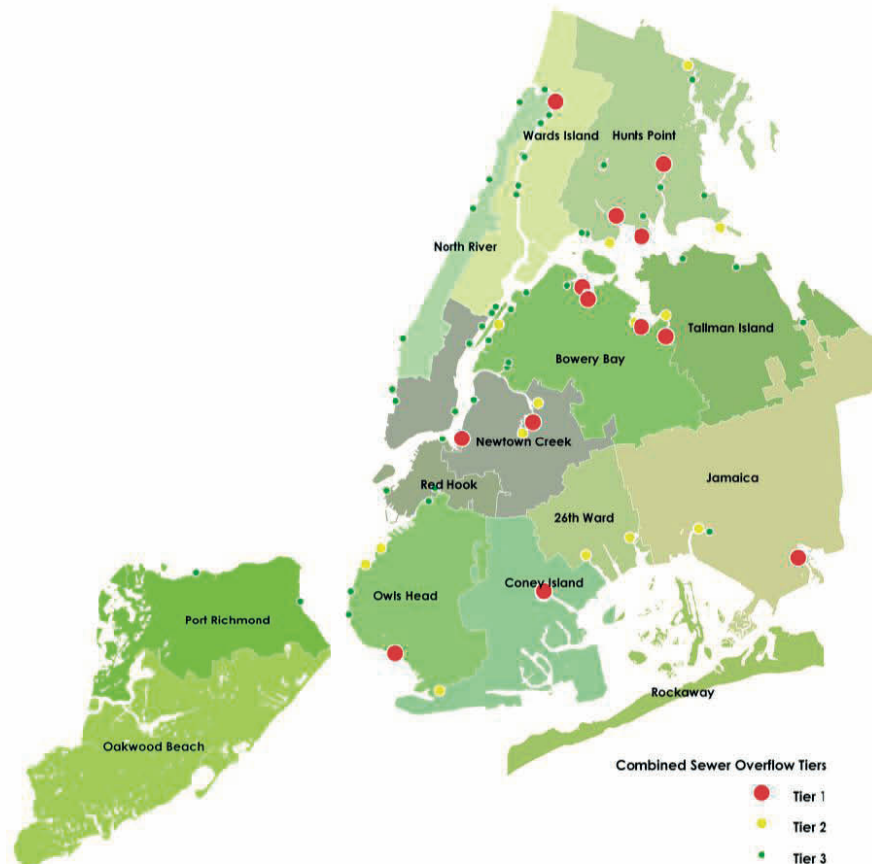 Wards Island
Hunts Point
North River
Tallman Island
Bowery Bay
Newtown Creek
Jamaica
Red Hook
26th Ward
Coney Island
Owls Head
Port Richmond
Rockaway
Oakwood Beach
Combined Sewer Overflow Tiers
Tier 1
Tier 2
Tier 3